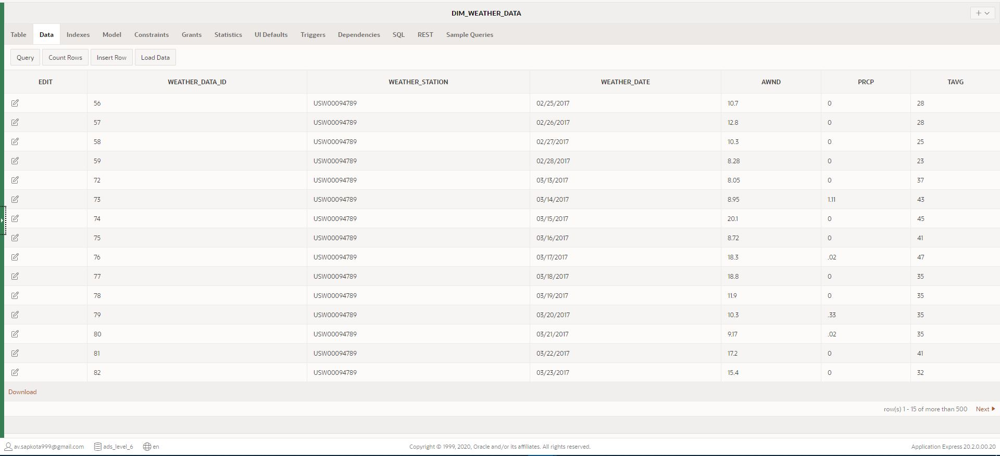 DIM_WEATHER_DATA
Table Data Indexes Model Constraints Grants Statistics UI Defaults Triggers Dependencies SQL REST Sample Queries
Query Count Rows Insert Row Load Data
EDIT WEATHER_DATA_ID WEATHER_STATION WEATHER_DATE AWND PRCP TAVG
56 USW00094789 02/25/2017 10.7 0 28
57 USW00094789 02/26/2017 12.8 0 28
58 USW00094789 02/27/2017 10.3 0 25
59 USW00094789 02/28/2017 8.28 0 23
72 USW00094789 03/13/2017 8.05 0 37
73 USW00094789 03/14/2017 8.95 1.11 43
74 USW00094789 03/15/2017 20.1 0 45
75 USW00094789 03/16/2017 8.72 0 41
76 USW00094789 03/17/2017 18.3 .02 47
77 USW00094789 03/18/2017 18.8 0 35
78 USW00094789 03/19/2017 11.9 0 35
79 USW00094789 03/20/2017 10.3 .33 35
80 USW00094789 03/21/2017 9.17 .02 35
81 USW00094789 03/22/2017 17.2 0 41
82 USW00094789 03/23/2017 15.4 0 32
Download
row(s) 1 - 15 of more than 500 Next
av.sapkota999@gmail.com ads_level_6 en Copyright © 1999, 2020, Oracle and/or its affiliates. All rights reserved. Application Express 20.2.0.00.20